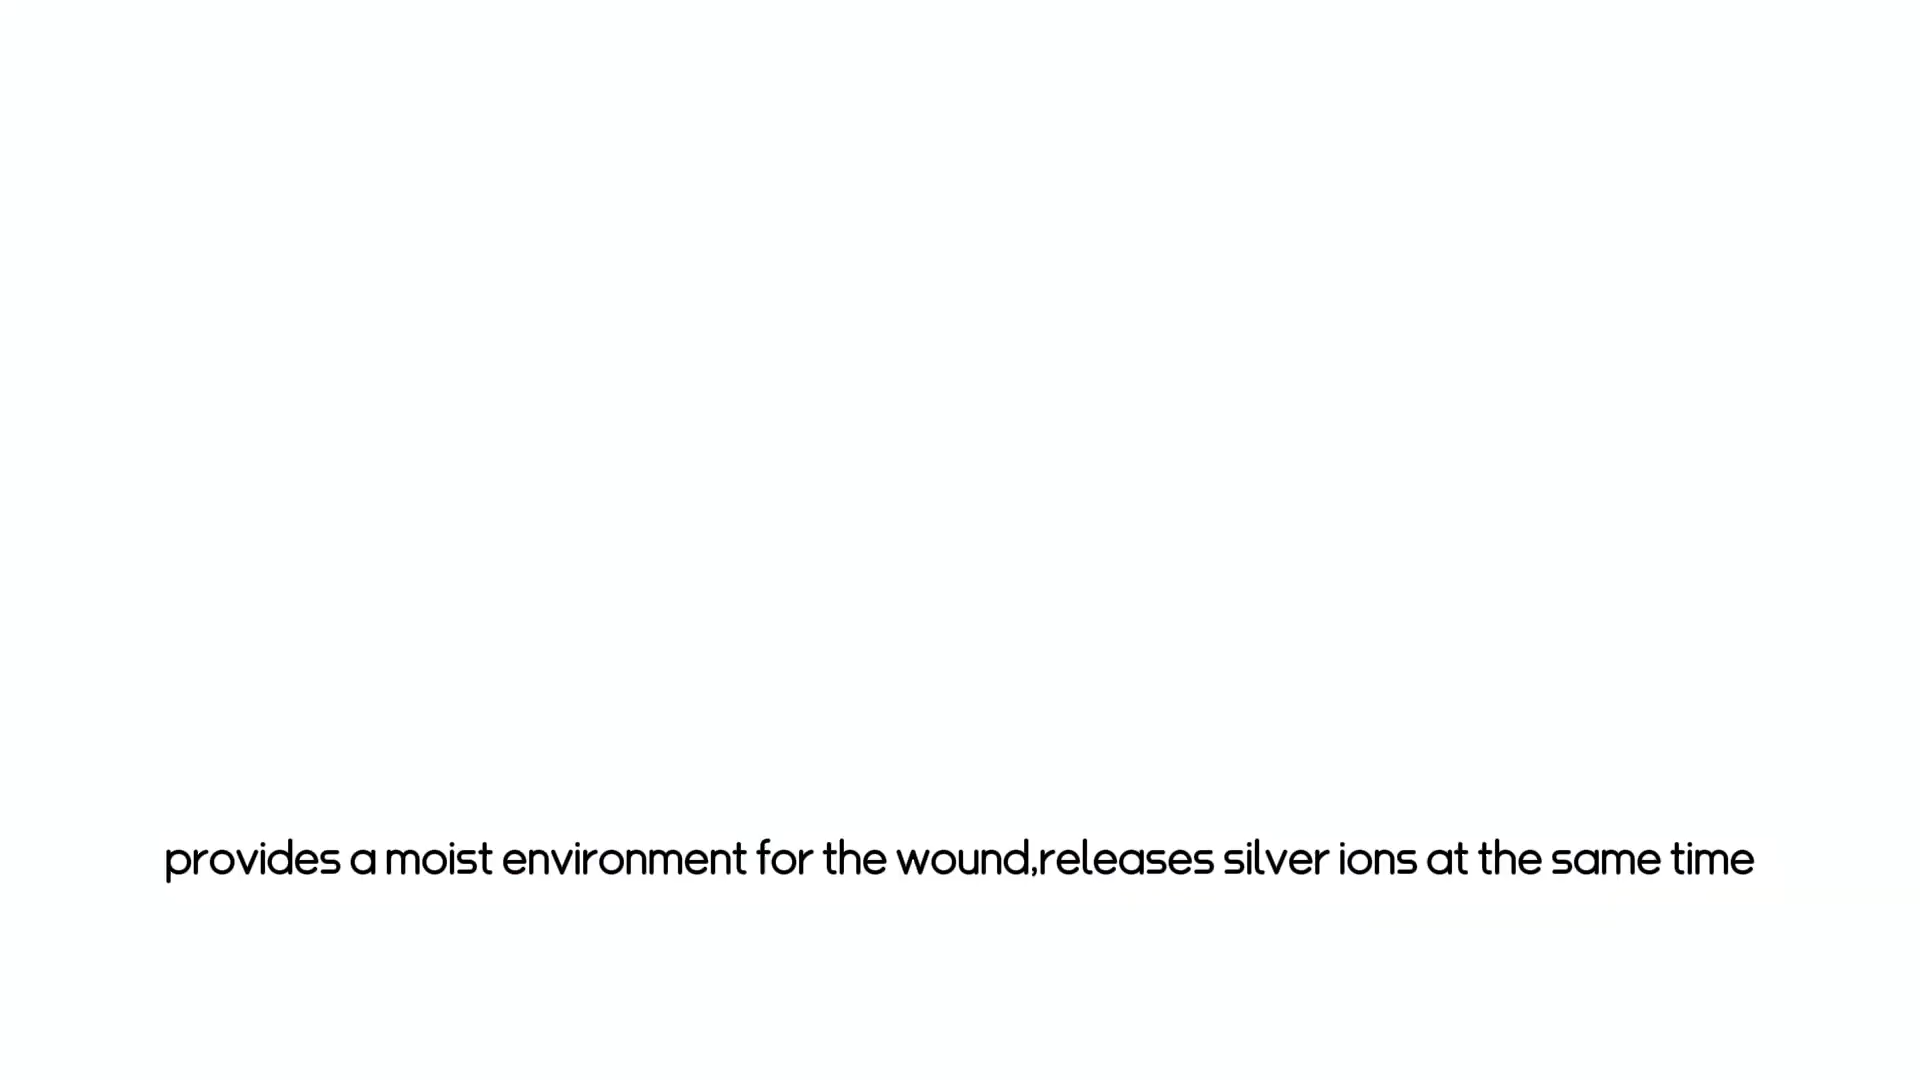 provides a moist environment for the wound,releases silver ions at the same time